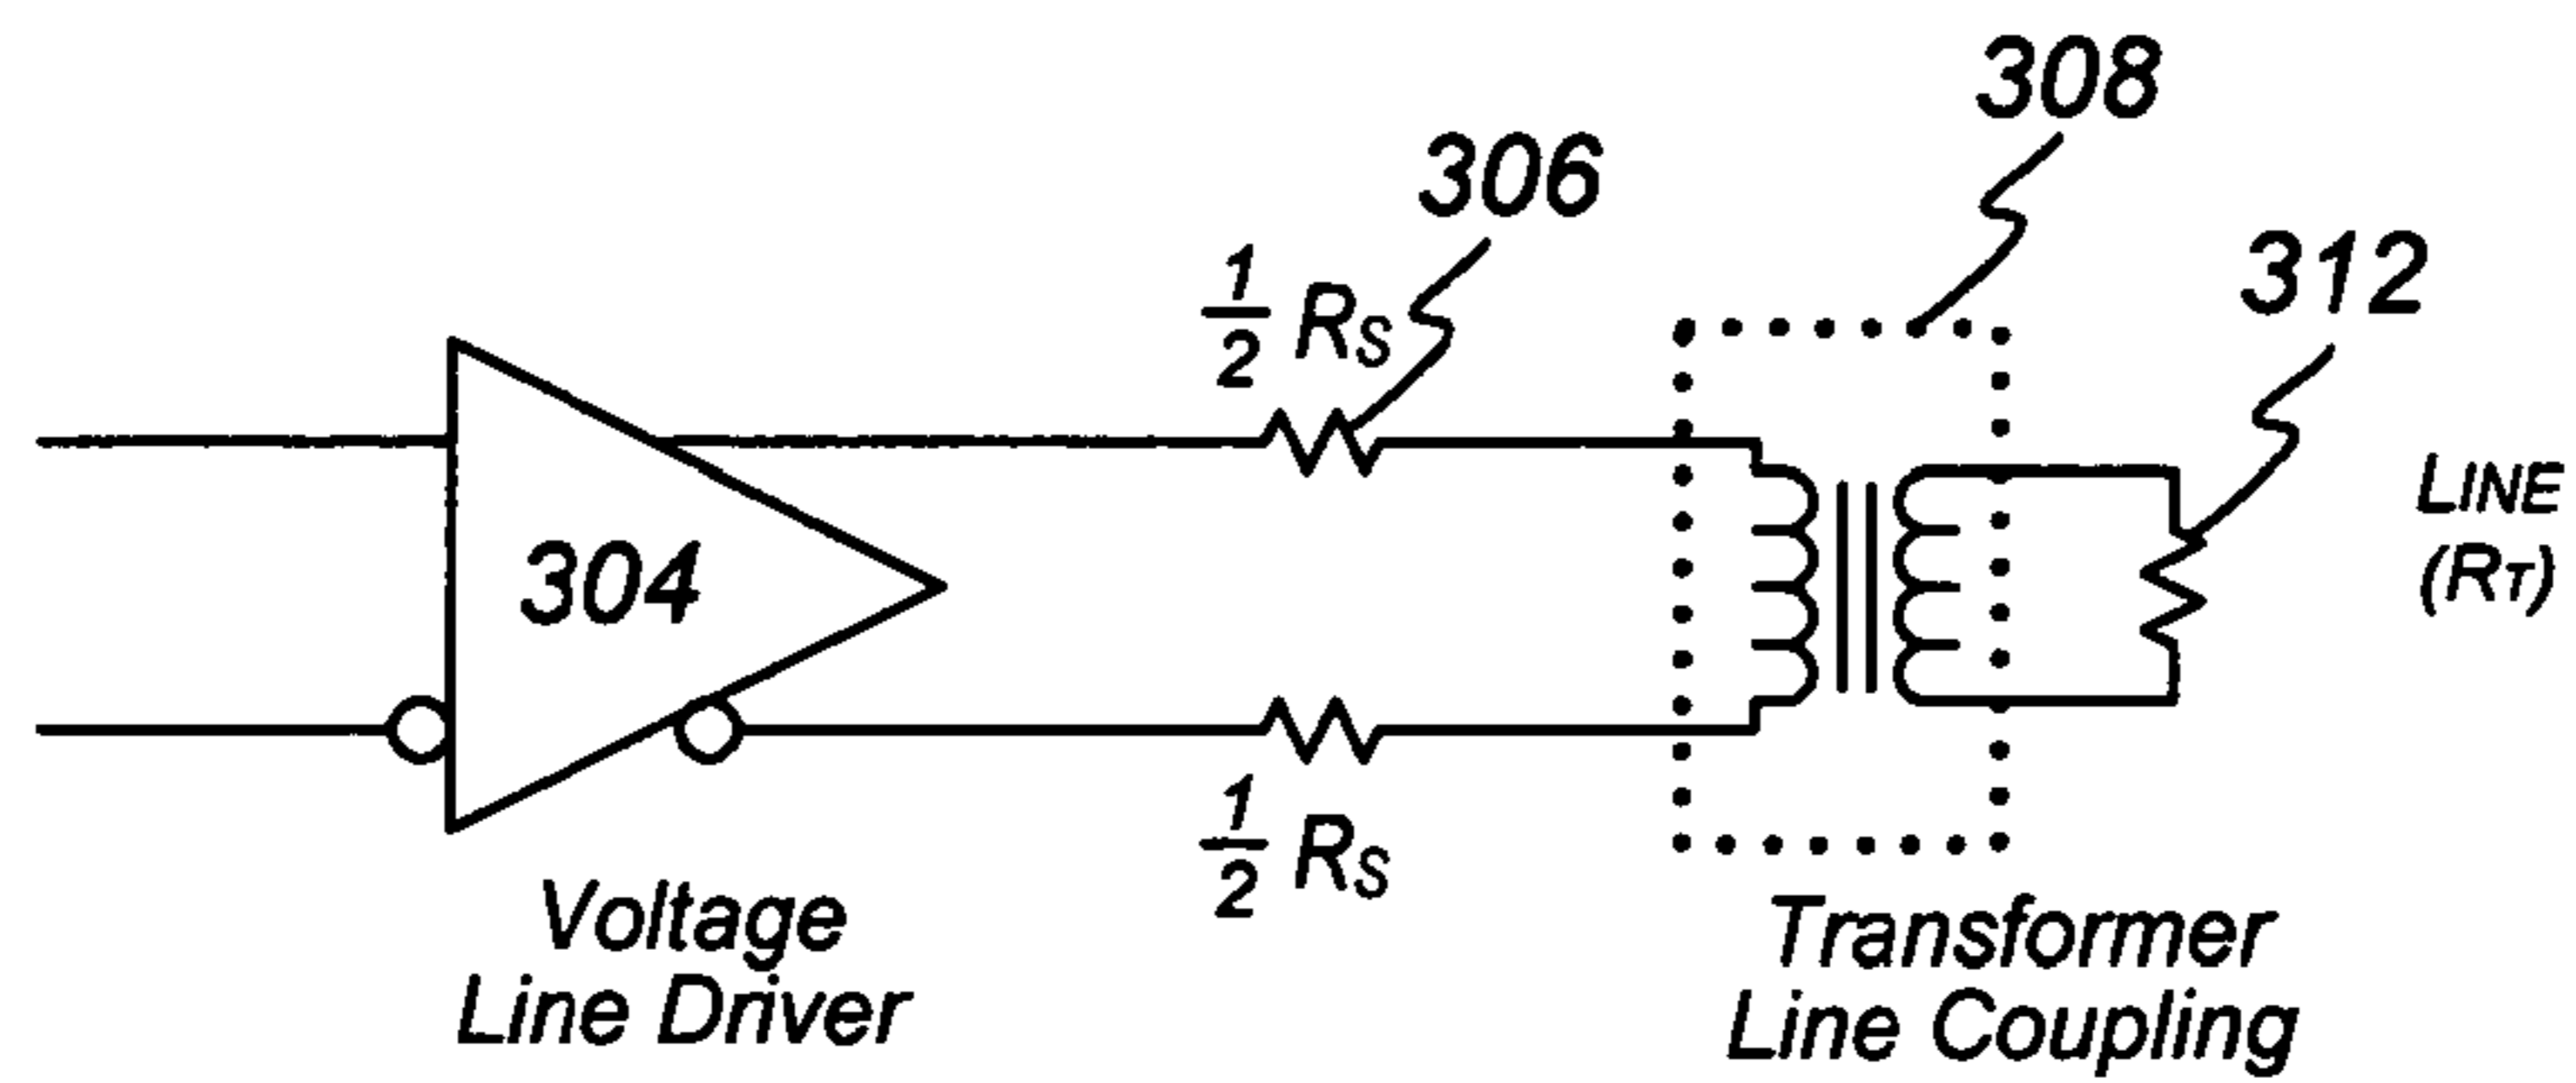 308
306
312
1/2 RS
LINE
(RT)
304
1/2 RS
Voltage
Line Driver
Transformer
Line Coupling